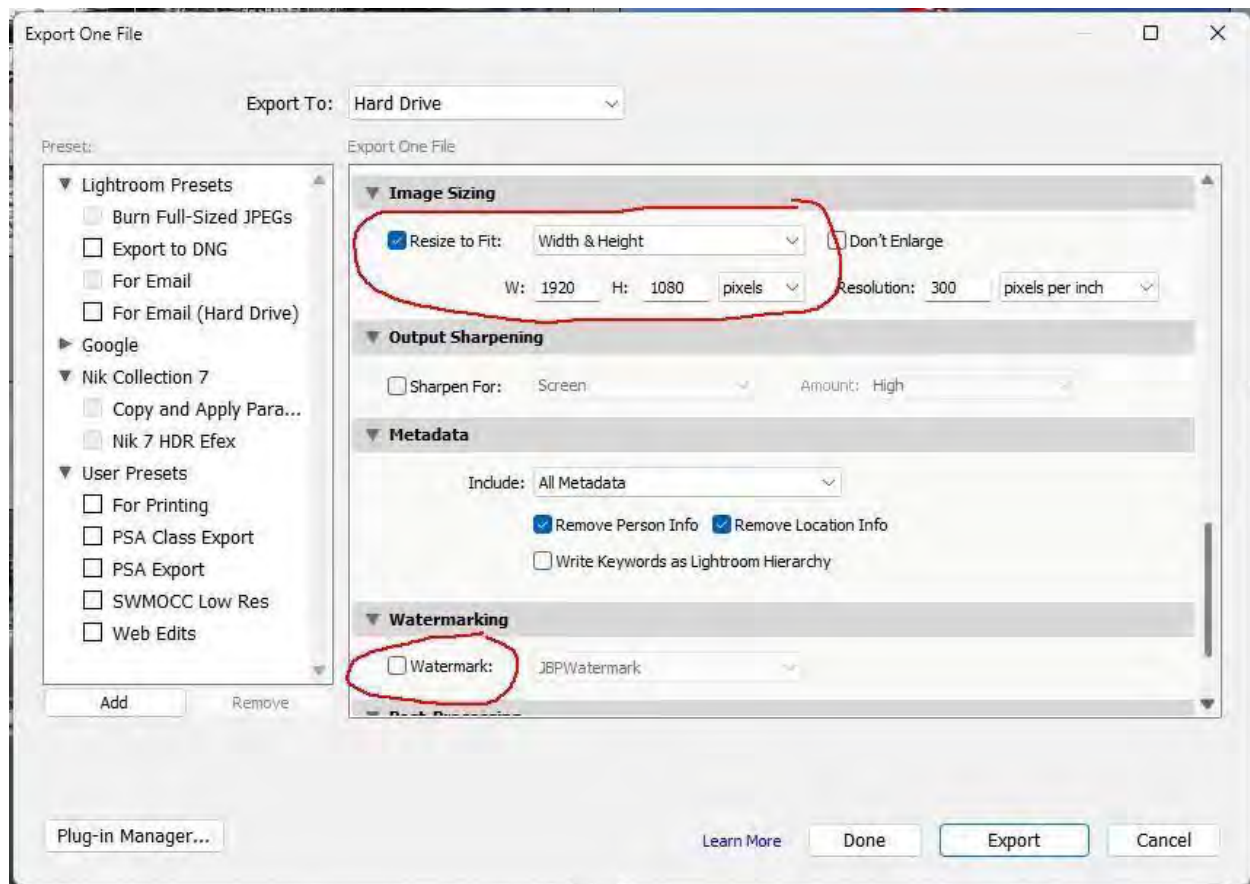 Export One File
Export To: Hard Drive
Preset:
Export One File
Lightroom Presets
Burn Full-Sized JPEGs
Export to DNG
For Email
For Email (Hard Drive)
Google
Nik Collection 7
Copy and Apply Para...
Nik 7 HDR Efex
User Presets
For Printing
PSA Class Export
PSA Export
SWMOCC Low Res
Web Edits
Add Remove
Image Sizing
Resize to Fit: Width & Height Don't Enlarge
W: 1920 H: 1080 pixels Resolution: 300 pixels per inch
Output Sharpening
Sharpen For: Screen Amount: High
Metadata
Include: All Metadata
Remove Person Info Remove Location Info
Write Keywords as Lightroom Hierarchy
Watermarking
Watermark: JBPWatermark
Plug-in Manager... Learn More Done Export Cancel